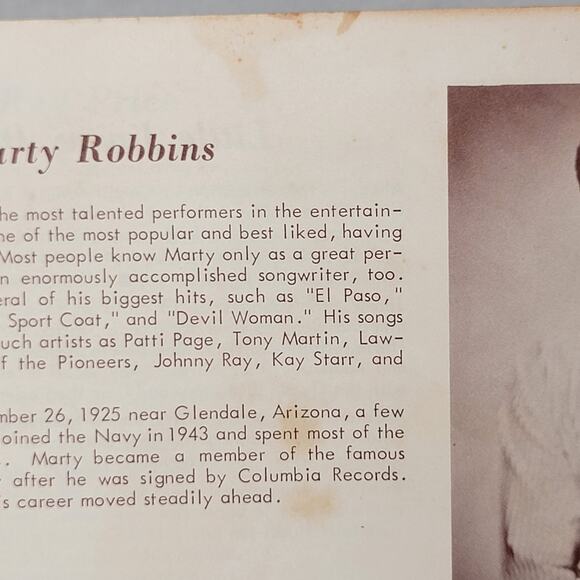 arty Robbins
he most talented performers in the entertain-
ne of the most popular and best liked, having
Most people know Marty only as a great per-
n enormously accomplished songwriter, too.
eral of his biggest hits, such as "El Paso,"
Sport Coat," and "Devil Woman." His songs
uch artists as Patti Page, Tony Martin, Law-
f the Pioneers, Johnny Ray, Kay Starr, and
mber 26, 1925 near Glendale, Arizona, a few
joined the Navy in 1943 and spent most of the
. Marty became a member of the famous
after he was signed by Columbia Records.
s career moved steadily ahead.